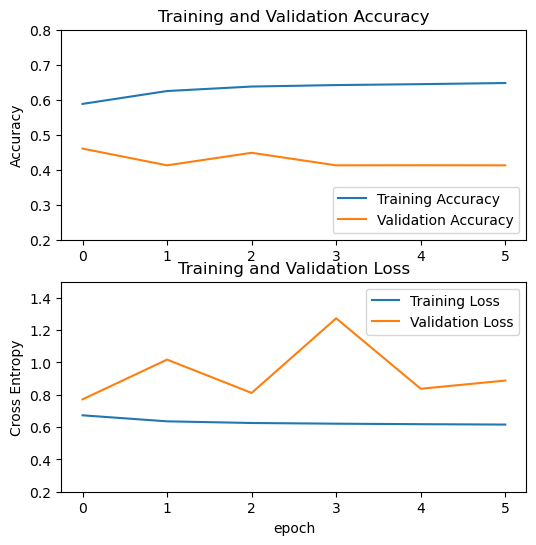 Training and Validation Accuracy
0.8
0.7
0.6
0.5
0.4
0.3
0.2
Accuracy
Training Accuracy
Validation Accuracy
0 1 2 3 4 5
Training and Validation Loss
1.4
1.2
1.0
0.8
0.6
0.4
0.2
Cross Entropy
Training Loss
Validation Loss
0 1 2 3 4 5
epoch